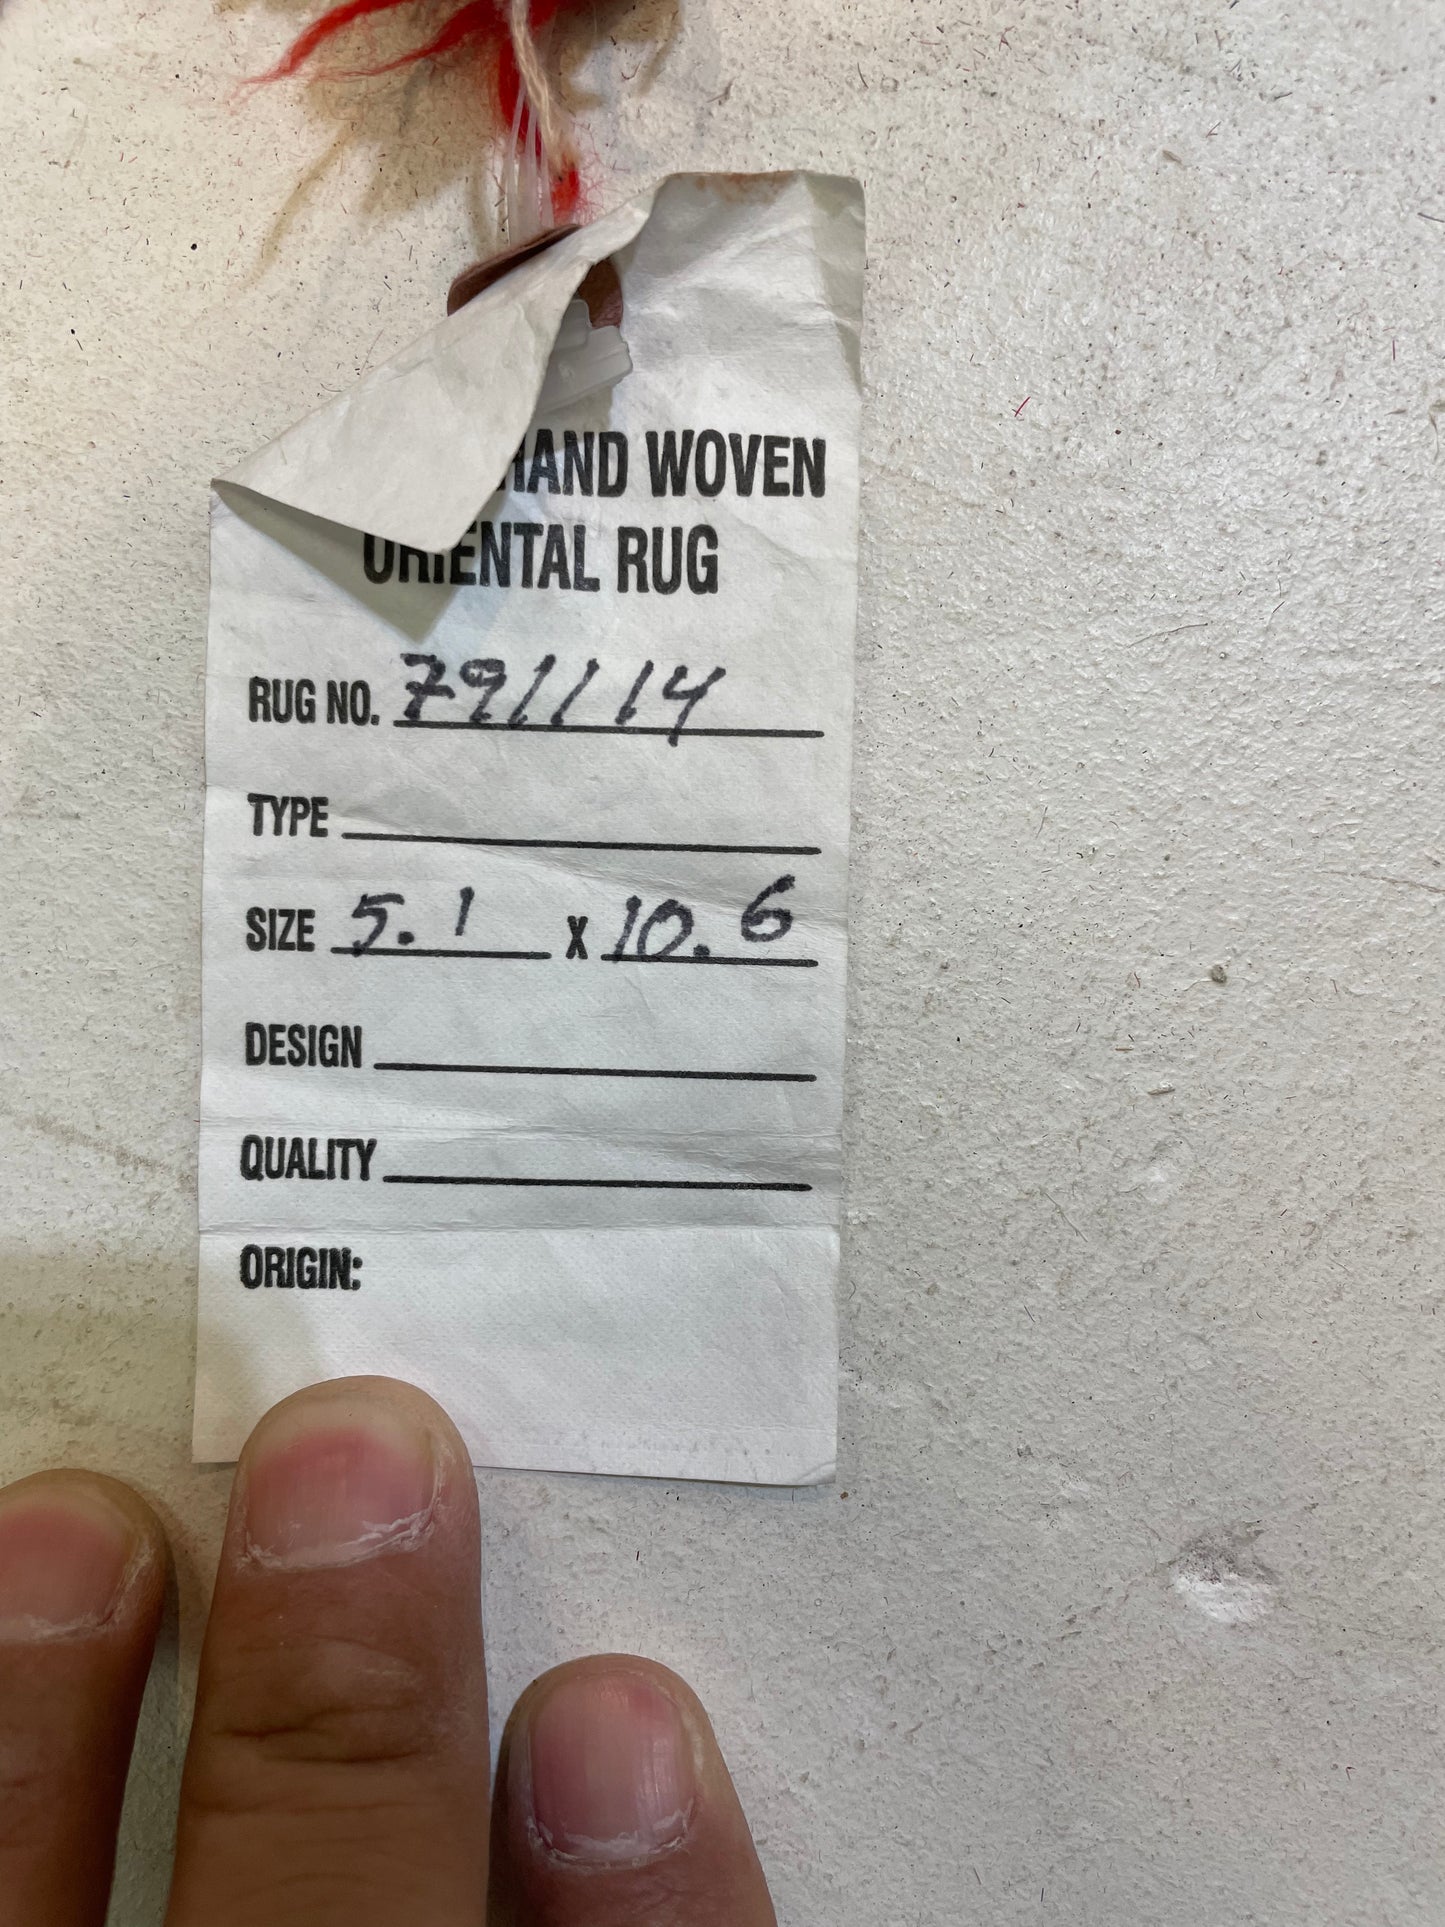 HAND WOVEN
ORIENTAL RUG
RUG NO. 791114
TYPE
SIZE 5.1 X 10.6
DESIGN
QUALITY
ORIGIN: